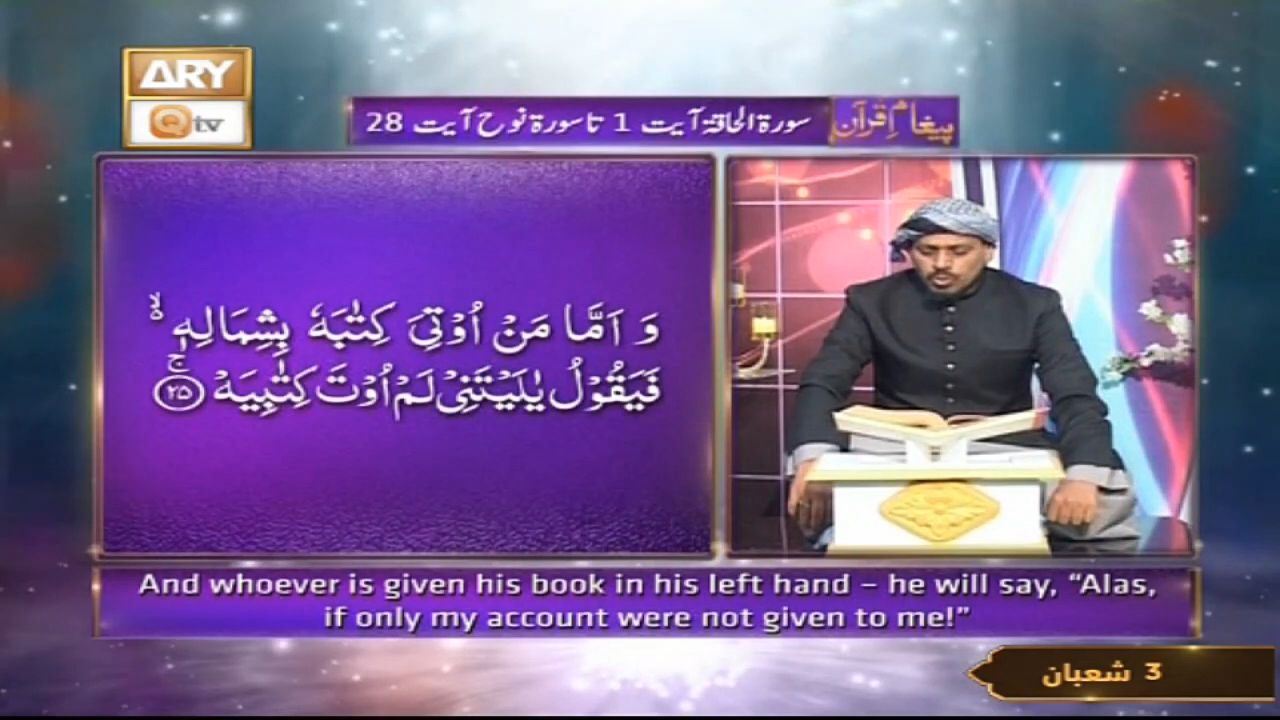 ARY
Qtv
پیغامِ قرآن
سورۃ الحاقۃ آیت 1 تا سورۃ نوح آیت 28
وَ اَمَّا مَنْ اُوْتِیَ كِتٰبَهٗ بِشِمَالِهٖ ۙ۬
فَیَقُوْلُ یٰلَیْتَنِیْ لَمْ اُوْتَ كِتٰبِیَهْ ۚ﴿۲۵﴾
And whoever is given his book in his left hand – he will say, “Alas,
if only my account were not given to me!”
3 شعبان